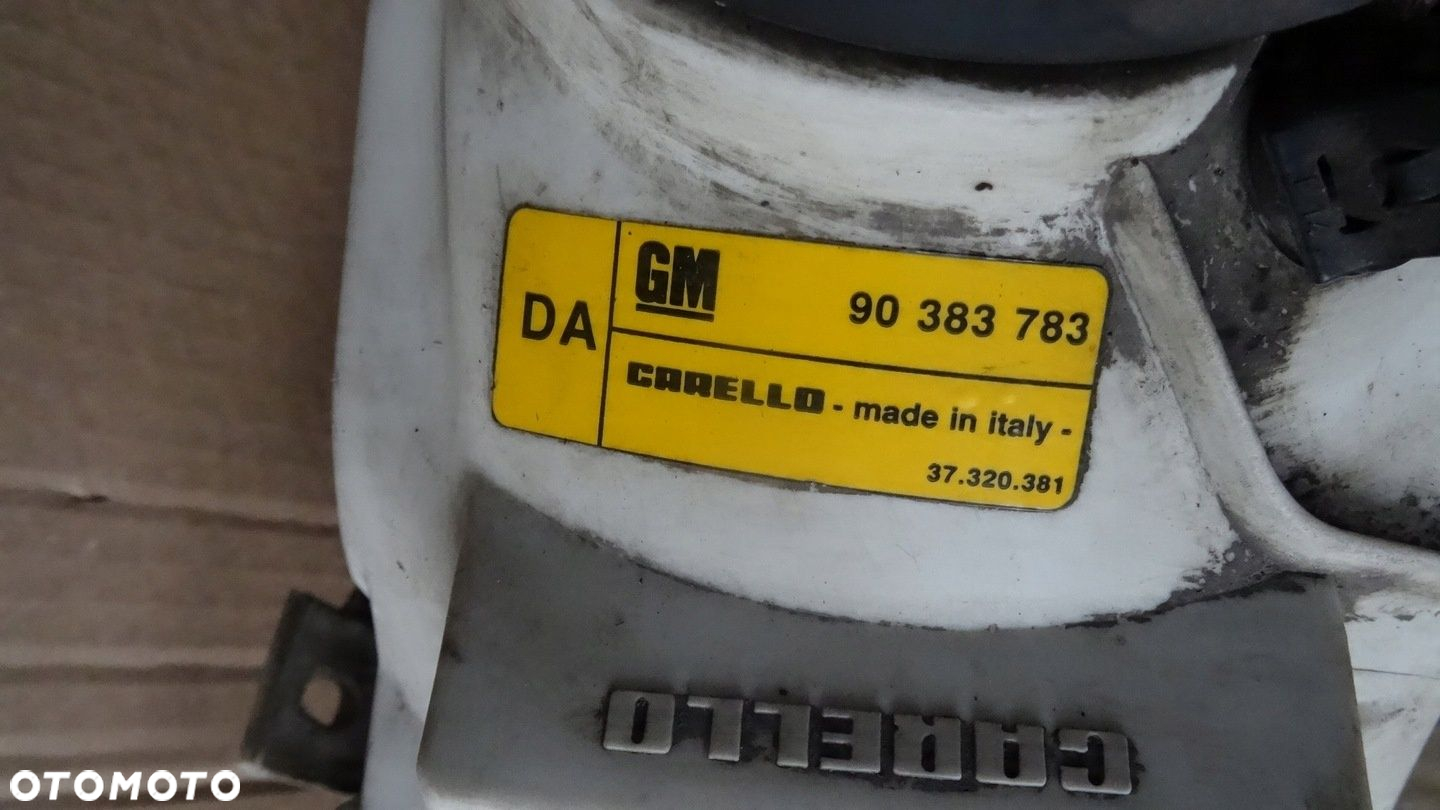 DA
GM 90 383 783
CARELLO - made in italy -
37.320.381
CARELLO
OTOMOTO